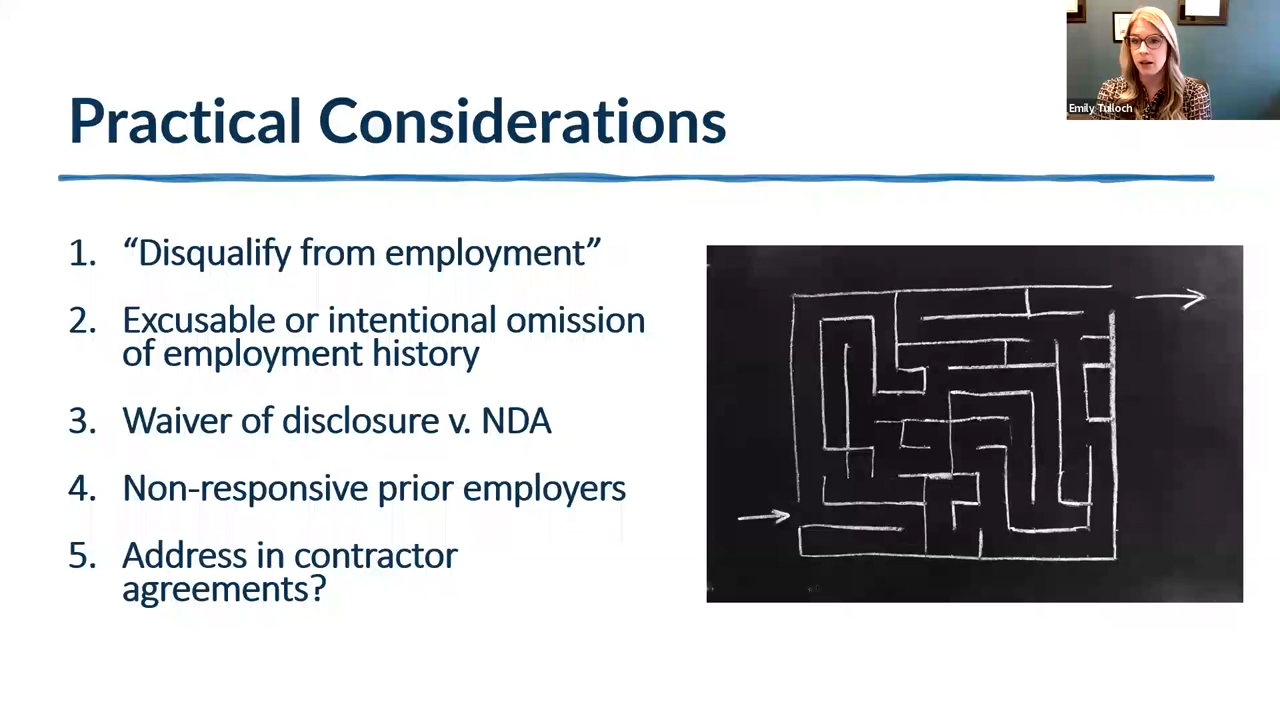 Emily Tulloch
Practical Considerations
1. “Disqualify from employment”
2. Excusable or intentional omission
of employment history
3. Waiver of disclosure v. NDA
4. Non-responsive prior employers
5. Address in contractor
agreements?